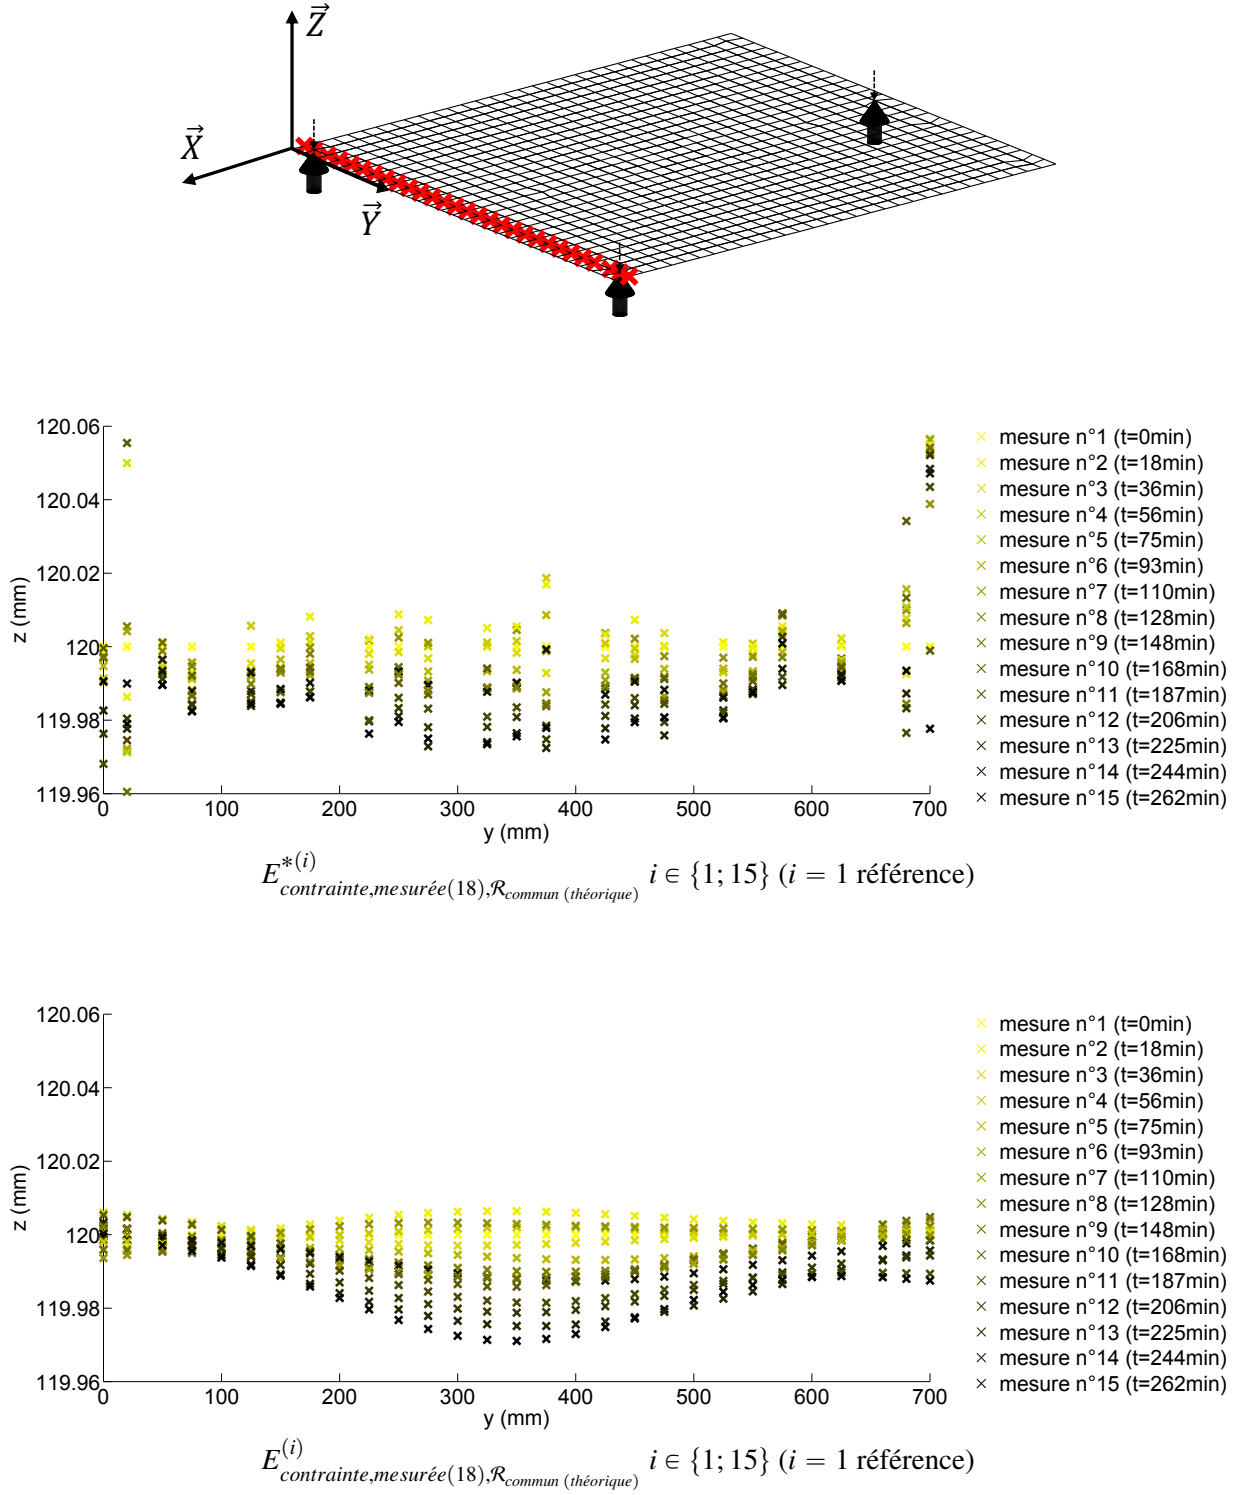 Z
X
Y
120.06
120.04
120.02
120
119.98
119.96
z (mm)
0 100 200 300 400 500 600 700
y (mm)
mesure n°1 (t=0min)
mesure n°2 (t=18min)
mesure n°3 (t=36min)
mesure n°4 (t=56min)
mesure n°5 (t=75min)
mesure n°6 (t=93min)
mesure n°7 (t=110min)
mesure n°8 (t=128min)
mesure n°9 (t=148min)
mesure n°10 (t=168min)
mesure n°11 (t=187min)
mesure n°12 (t=206min)
mesure n°13 (t=225min)
mesure n°14 (t=244min)
mesure n°15 (t=262min)
E*(i) contrainte,mesurée(18),R commun (théorique) i ∈ {1; 15} (i = 1 référence)
120.06
120.04
120.02
120
119.98
119.96
z (mm)
0 100 200 300 400 500 600 700
y (mm)
mesure n°1 (t=0min)
mesure n°2 (t=18min)
mesure n°3 (t=36min)
mesure n°4 (t=56min)
mesure n°5 (t=75min)
mesure n°6 (t=93min)
mesure n°7 (t=110min)
mesure n°8 (t=128min)
mesure n°9 (t=148min)
mesure n°10 (t=168min)
mesure n°11 (t=187min)
mesure n°12 (t=206min)
mesure n°13 (t=225min)
mesure n°14 (t=244min)
mesure n°15 (t=262min)
E(i) contrainte,mesurée(18),R commun (théorique) i ∈ {1; 15} (i = 1 référence)